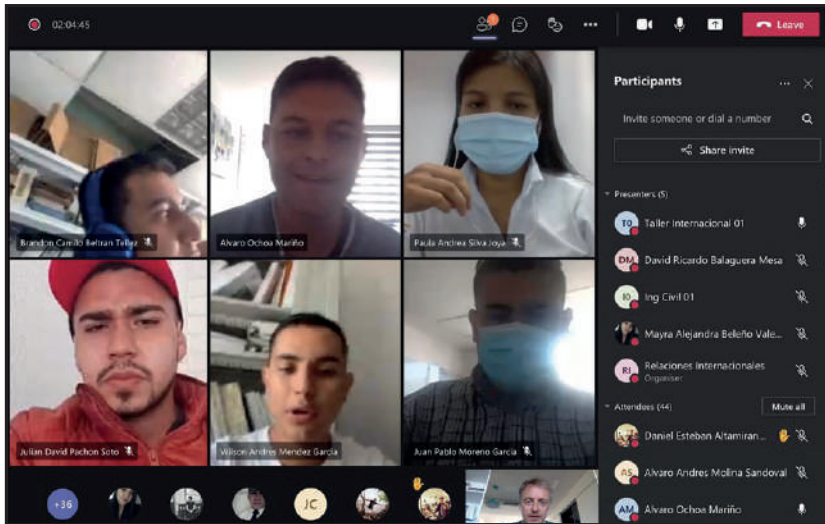 02:04:45
Leave
Brandon Camilo Beltran Tellez
Alvaro Ochoa Mariño
Paula Andrea Silva Joya
Julian David Pachon Soto
Wilson Andres Mendez Garcia
Juan Pablo Moreno Garcia
+36
JC
Participants
Invite someone or dial a number
Share invite
Presenters (5)
TO Taller Internacional 01
DM David Ricardo Balaguera Mesa
Ing Civil 01
Mayra Alejandra Beleño Vale...
RI Relaciones Internacionales
Organiser
Attendees (44) Mute all
Daniel Esteban Altamiran...
AS Alvaro Andres Molina Sandoval
AM Alvaro Ochoa Mariño